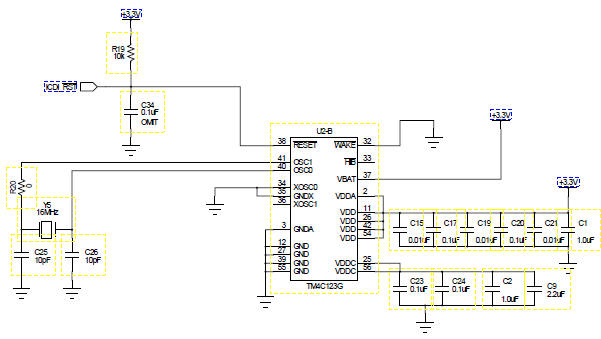 +3.3V
R19
10k
ICDI_RST
C34
0.1uF
OMIT
+3.3V
U2-B
38 RESET WAKE 32
41 OSC1 HIB 33
40 OSC0
VBAT 37
34 XOSC0
35 GNDX VDDA 2
36 XOSC1
VDD 11
3 GNDA VDD 26
VDD 42
12 GND VDD 54
27 GND
39 GND VDDC 25
55 GND VDDC 56
TM4C123G
R20
0
Y5
16MHz
C25
10pF
C26
10pF
+3.3V
C15
0.01uF
C17
0.1uF
C19
0.01uF
C20
0.1uF
C21
0.01uF
C1
1.0uF
C23
0.1uF
C24
0.1uF
C2
1.0uF
C9
2.2uF